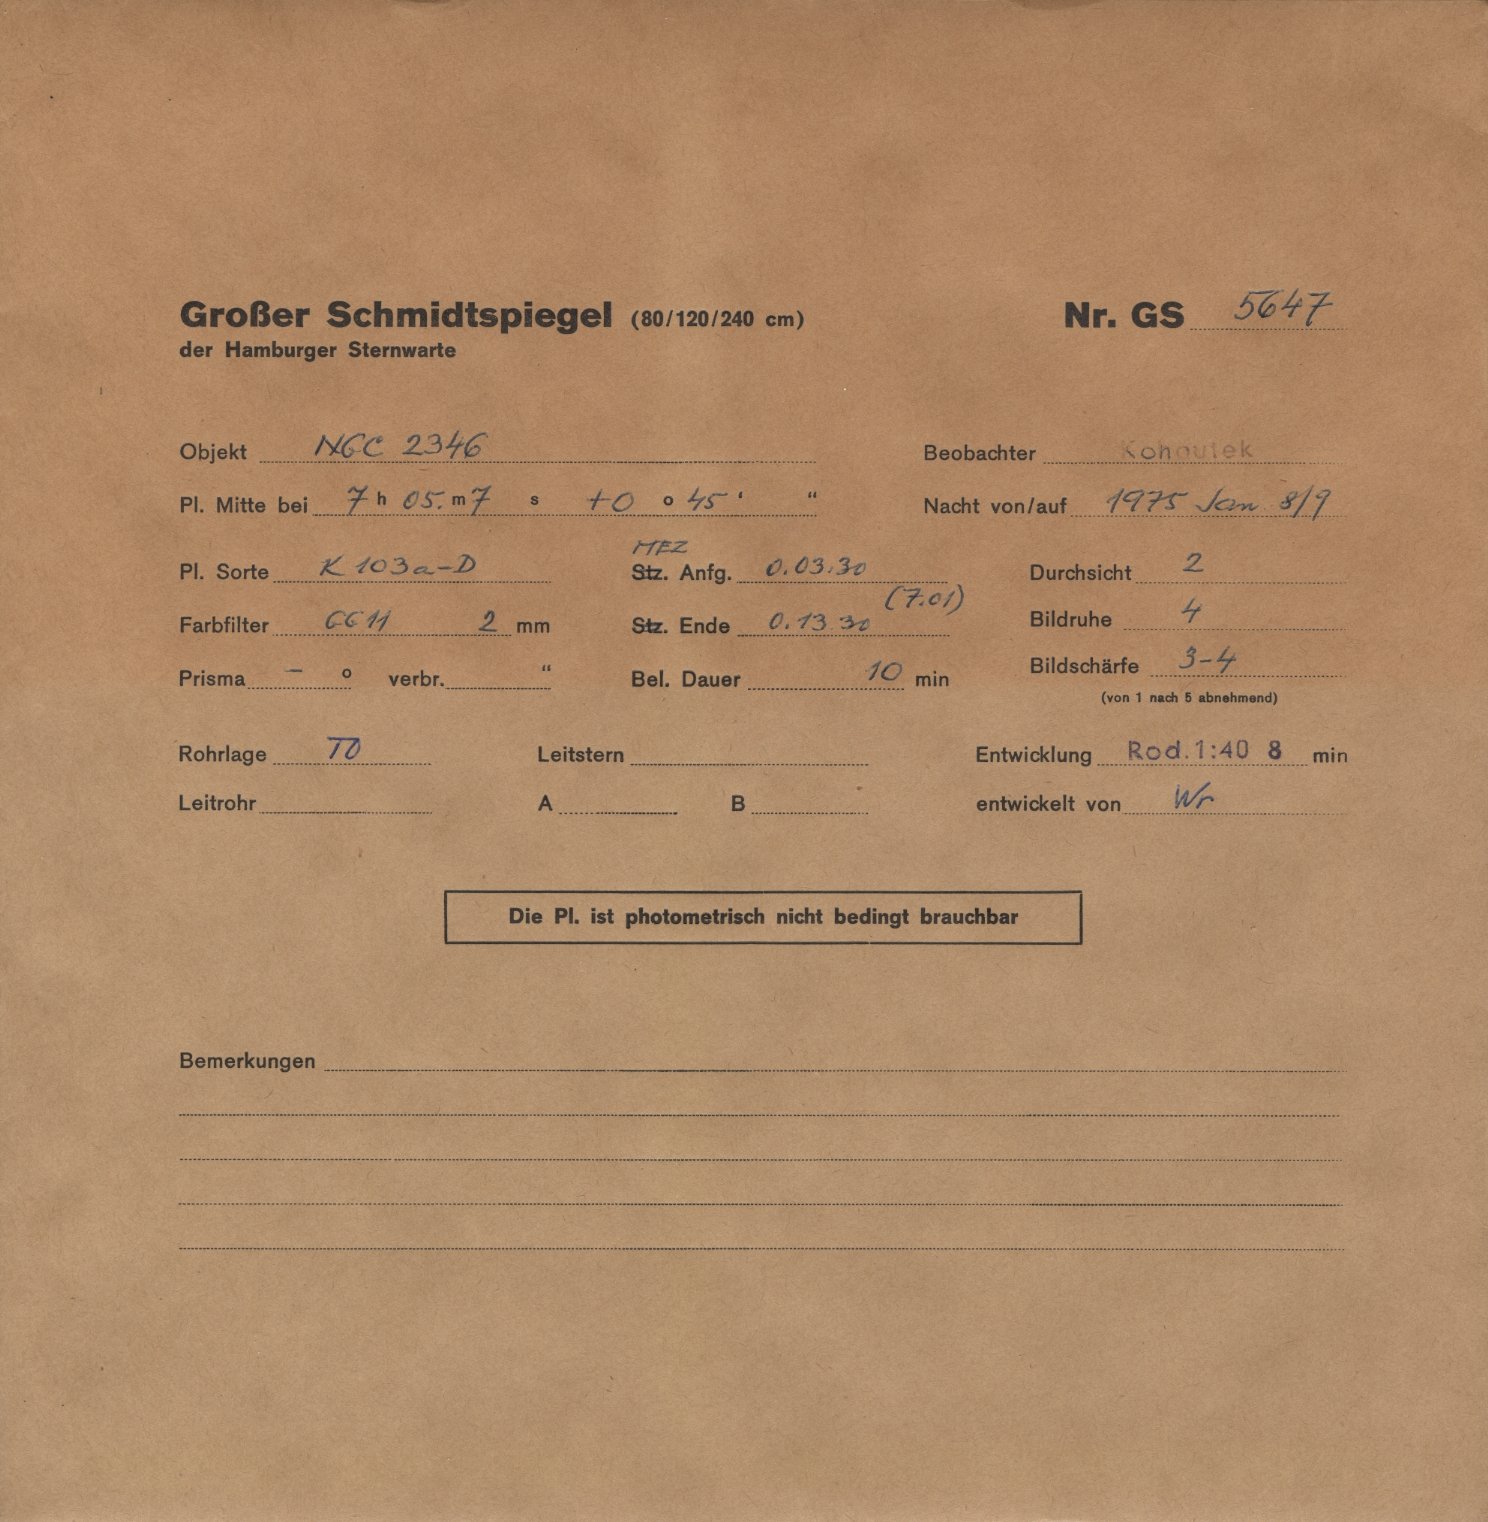 Großer Schmidtspiegel (80/120/240 cm) Nr. GS 5647
der Hamburger Sternwarte
Objekt NGC 2346 Beobachter Kohoutek
Pl. Mitte bei 7 h 05. m 7 s +0 o 45 ' " Nacht von/auf 1975 Jan 8/9
MEZ
Pl. Sorte K 103a-D Stz. Anfg. 0.03.30 Durchsicht 2
(7.01)
Farbfilter GG 11 2 mm Stz. Ende 0.13 30 Bildruhe 4
Prisma – o verbr. " Bel. Dauer 10 min Bildschärfe 3-4
(von 1 nach 5 abnehmend)
Rohrlage TO Leitstern Entwicklung Rod. 1:40 8 min
Leitrohr A B entwickelt von Wr
Die Pl. ist photometrisch nicht bedingt brauchbar
Bemerkungen